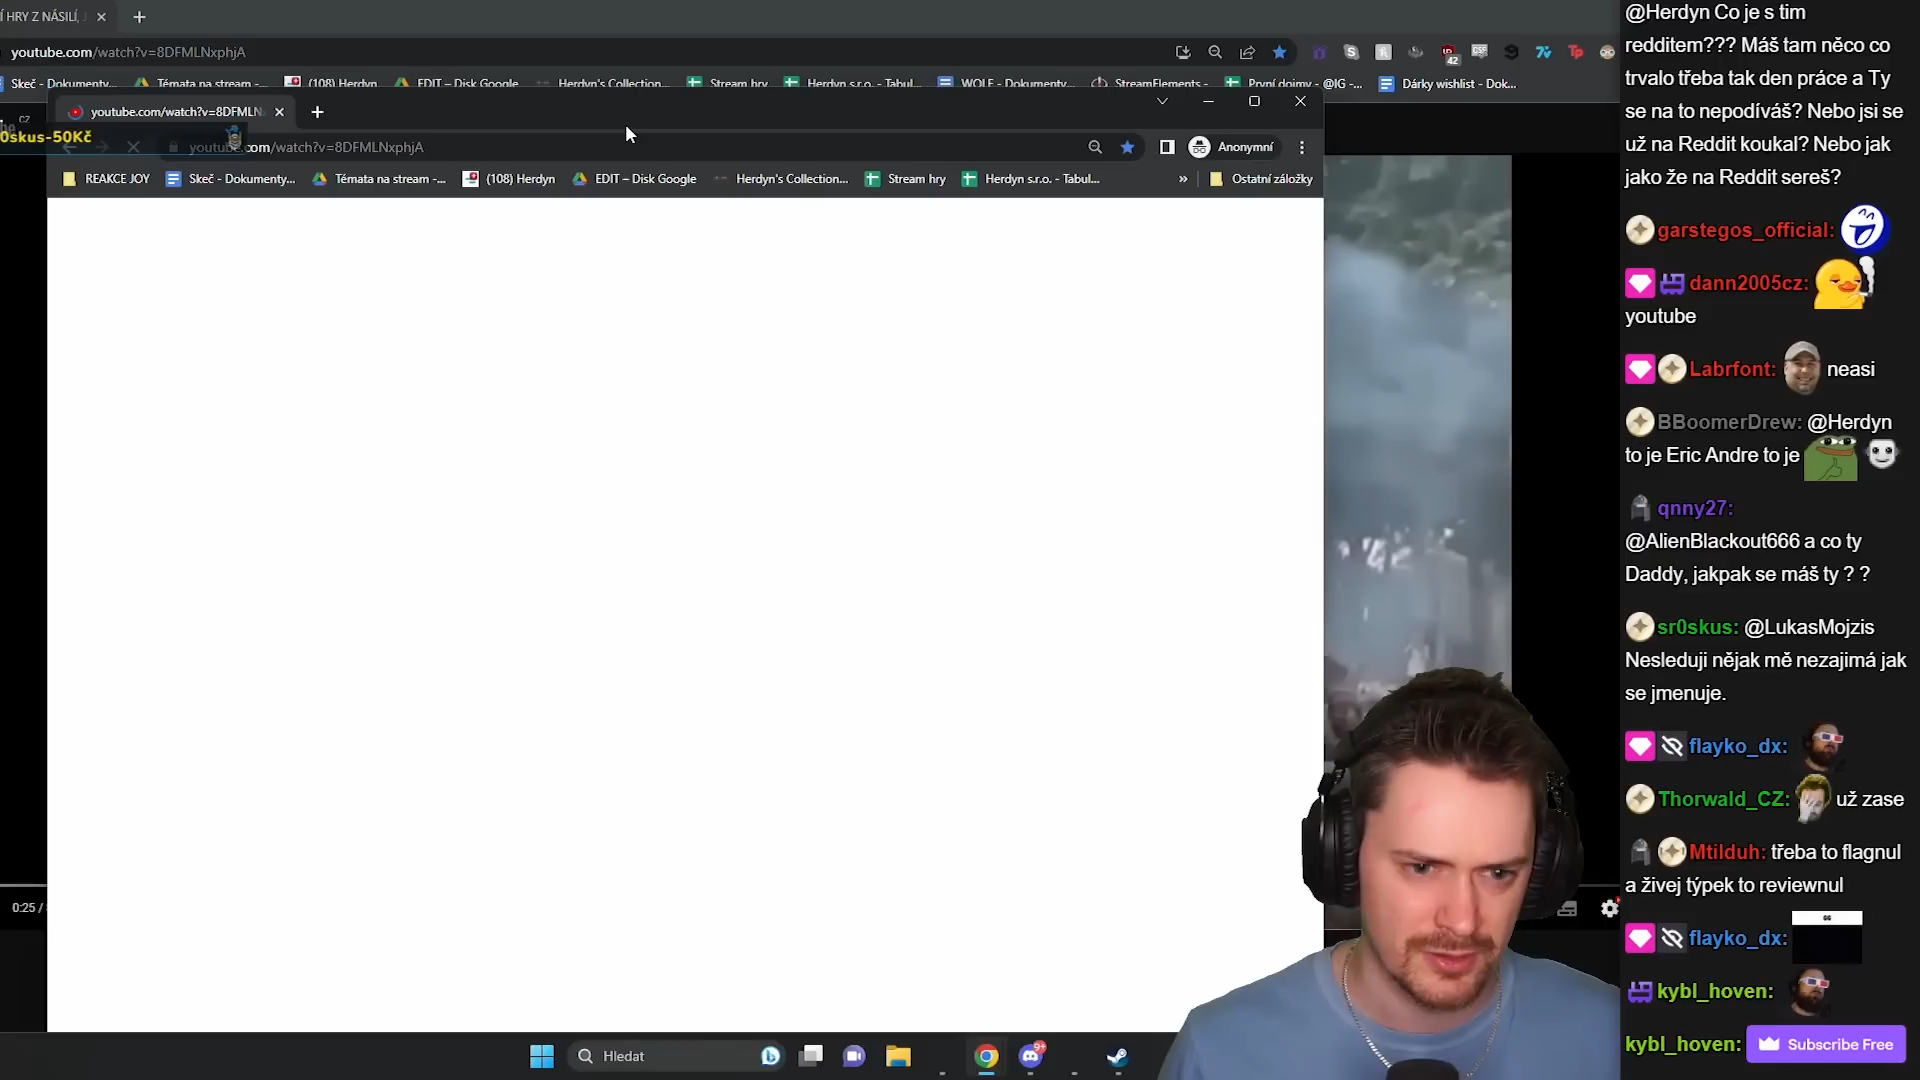 Í HRY Z NÁSILÍ,
youtube.com/watch?v=8DFMLNxphjA
42
Skeč - Dokumenty...
Témata na stream -...
(108) Herdyn
EDIT – Disk Google
Herdyn's Collection...
Stream hry
Herdyn s.r.o. - Tabul...
WOLF - Dokumenty...
StreamElements -
První dojmy - @IG -...
Dárky wishlist - Dok...
youtube.com/watch?v=8DFMLN
CZ
0skus-50Kč
youtube.com/watch?v=8DFMLNxphjA
Anonymní
REAKCE JOY
Skeč - Dokumenty...
Témata na stream -...
(108) Herdyn
EDIT – Disk Google
Herdyn's Collection...
Stream hry
Herdyn s.r.o. - Tabul...
»
Ostatní záložky
0:25 /
Hledat
9+
@Herdyn Co je s tim
redditem??? Máš tam něco co
trvalo třeba tak den práce a Ty
se na to nepodíváš? Nebo jsi se
už na Reddit koukal? Nebo jak
jako že na Reddit sereš?
garstegos_official:
dann2005cz:
youtube
Labrfont: neasi
BBoomerDrew: @Herdyn
to je Eric Andre to je
qnny27:
@AlienBlackout666 a co ty
Daddy, jakpak se máš ty ? ?
sr0skus: @LukasMojzis
Nesleduji nějak mě nezajimá jak
se jmenuje.
flayko_dx:
Thorwald_CZ: už zase
Mtilduh: třeba to flagnul
a živej týpek to reviewnul
flayko_dx:
GG
kybl_hoven:
kybl_hoven:
Subscribe Free